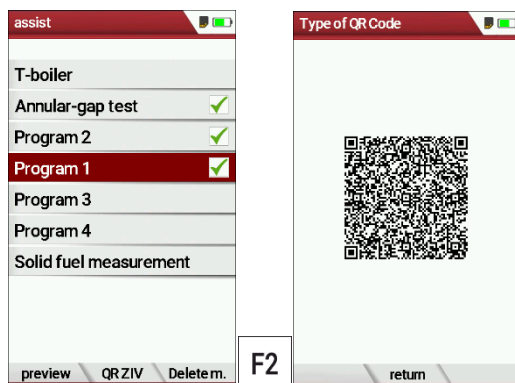 assist
T-boiler
Annular-gap test
Program 2
Program 1
Program 3
Program 4
Solid fuel measurement
preview QR ZIV Delete m.
F2
Type of QR Code
return